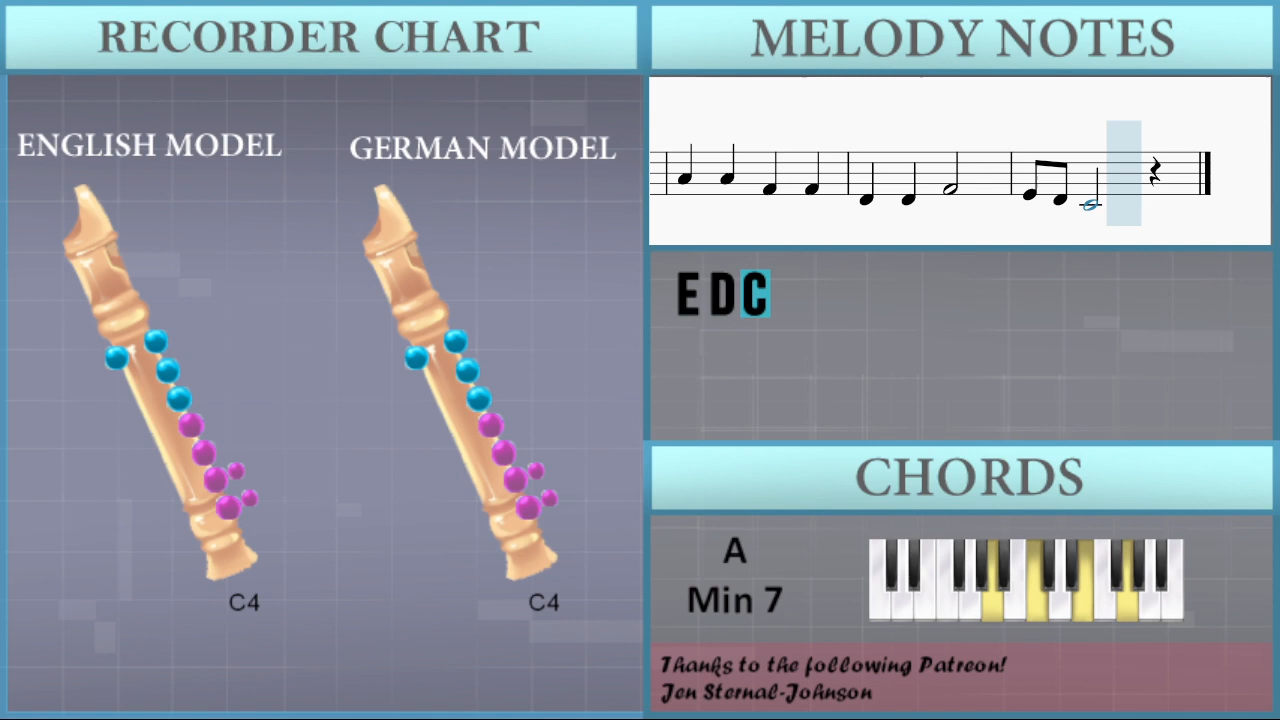 RECORDER CHART
ENGLISH MODEL
GERMAN MODEL
C4
C4
MELODY NOTES
E D C
CHORDS
A
Min 7
Thanks to the following Patreon!
Jen Sternal-Johnson